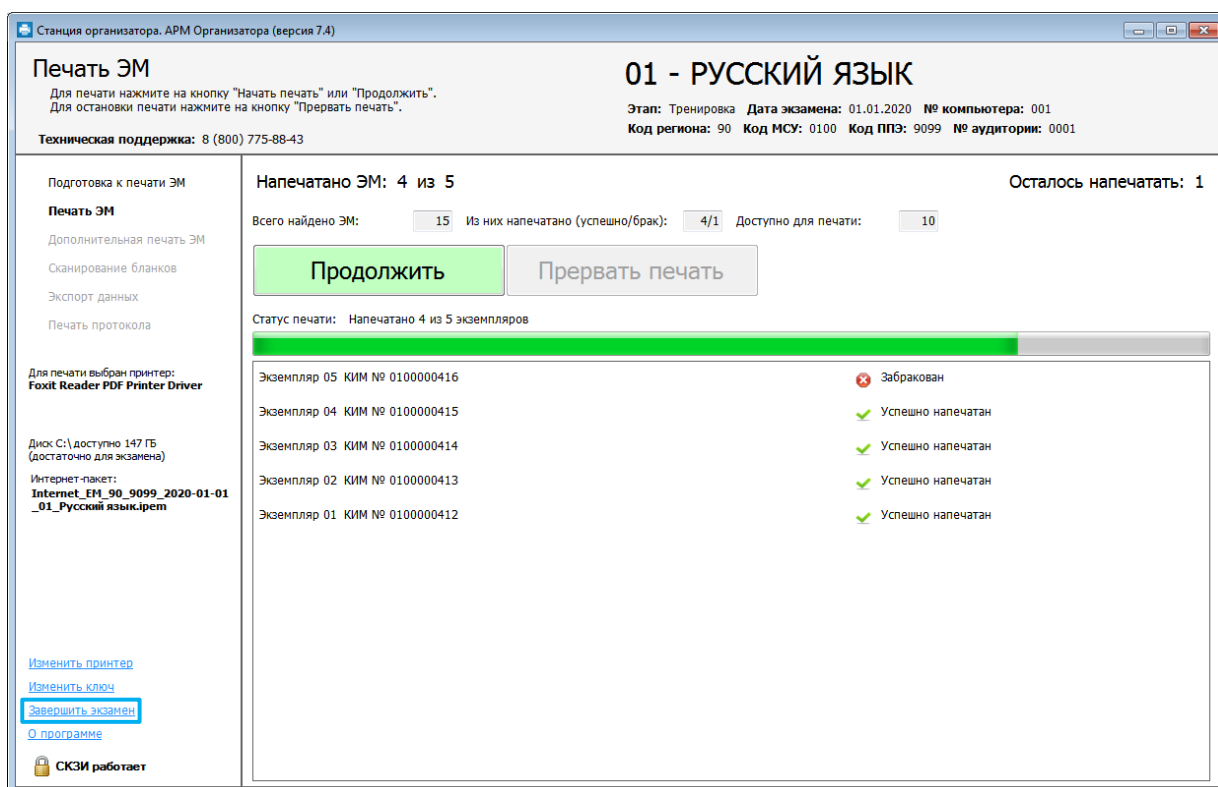 Станция организатора. АРМ Организатора (версия 7.4)
Печать ЭМ
Для печати нажмите на кнопку "Начать печать" или "Продолжить".
Для остановки печати нажмите на кнопку "Прервать печать".
Техническая поддержка: 8 (800) 775-88-43
01 - РУССКИЙ ЯЗЫК
Этап: Тренировка Дата экзамена: 01.01.2020 № компьютера: 001
Код региона: 90 Код МСУ: 0100 Код ППЭ: 9099 № аудитории: 0001
Подготовка к печати ЭМ
Печать ЭМ
Дополнительная печать ЭМ
Сканирование бланков
Экспорт данных
Печать протокола
Для печати выбран принтер:
Foxit Reader PDF Printer Driver
Диск C:\ доступно 147 ГБ
(достаточно для экзамена)
Интернет-пакет:
Internet_EM_90_9099_2020-01-01
_01_Русский язык.ipem
Изменить принтер
Изменить ключ
Завершить экзамен
О программе
СКЗИ работает
Напечатано ЭМ: 4 из 5 Осталось напечатать: 1
Всего найдено ЭМ: 15 Из них напечатано (успешно/брак): 4/1 Доступно для печати: 10
Продолжить Прервать печать
Статус печати: Напечатано 4 из 5 экземпляров
Экземпляр 05 КИМ № 0100000416 Забракован
Экземпляр 04 КИМ № 0100000415 Успешно напечатан
Экземпляр 03 КИМ № 0100000414 Успешно напечатан
Экземпляр 02 КИМ № 0100000413 Успешно напечатан
Экземпляр 01 КИМ № 0100000412 Успешно напечатан